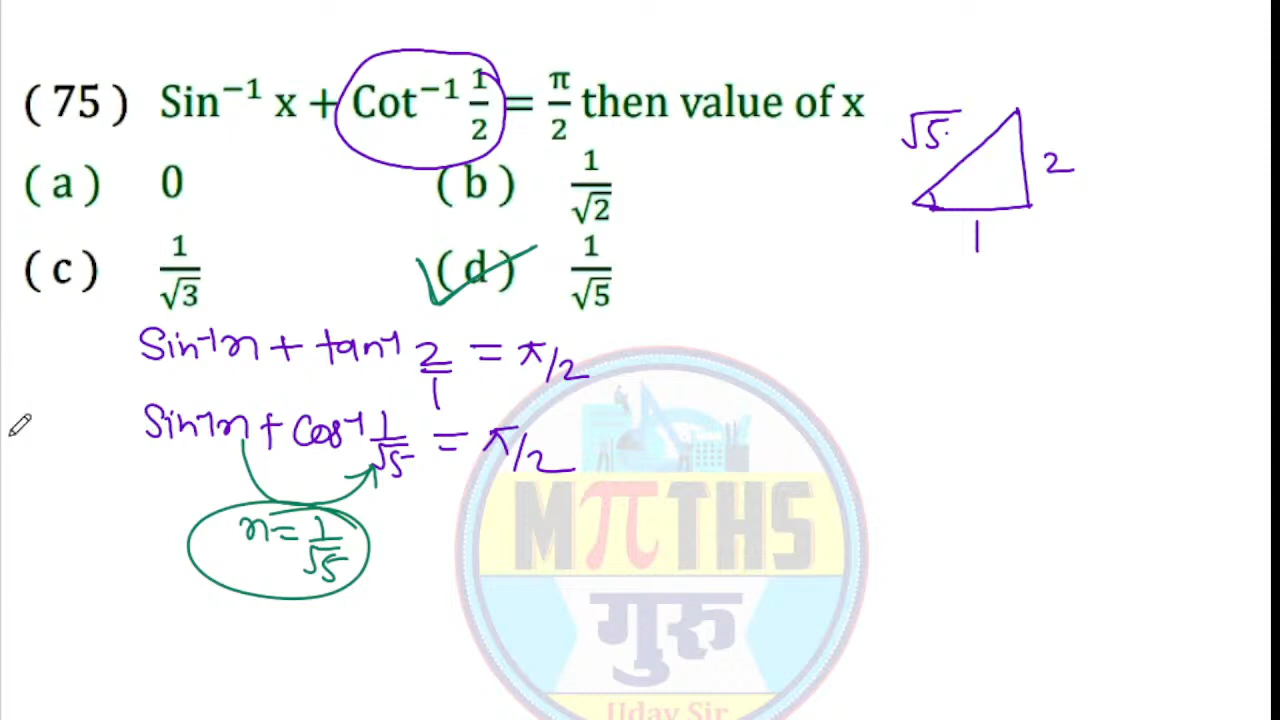 ( 75 ) Sin⁻¹ x + Cot⁻¹ 1/2 = π/2 then value of x
( a ) 0 ( b ) 1/√2
( c ) 1/√3 ( d ) 1/√5
√5
2
1
Sin⁻¹x + tan⁻¹ 2/1 = π/2
Sin⁻¹x + Cos⁻¹ 1/√5 = π/2
x = 1/√5
MπTHS
गुरु
Uday Sir